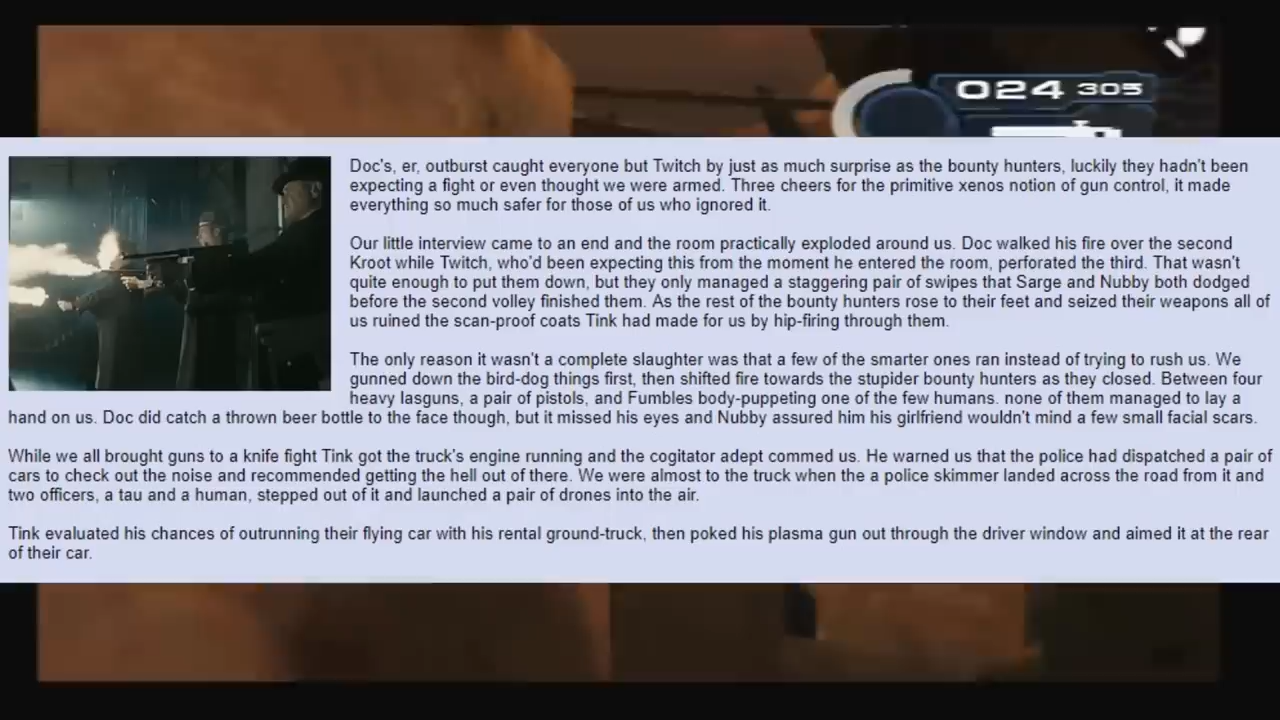 024 305
Doc's, er, outburst caught everyone but Twitch by just as much surprise as the bounty hunters, luckily they hadn't been
expecting a fight or even thought we were armed. Three cheers for the primitive xenos notion of gun control, it made
everything so much safer for those of us who ignored it.
Our little interview came to an end and the room practically exploded around us. Doc walked his fire over the second
Kroot while Twitch, who'd been expecting this from the moment he entered the room, perforated the third. That wasn't
quite enough to put them down, but they only managed a staggering pair of swipes that Sarge and Nubby both dodged
before the second volley finished them. As the rest of the bounty hunters rose to their feet and seized their weapons all of
us ruined the scan-proof coats Tink had made for us by hip-firing through them.
The only reason it wasn't a complete slaughter was that a few of the smarter ones ran instead of trying to rush us. We
gunned down the bird-dog things first, then shifted fire towards the stupider bounty hunters as they closed. Between four
heavy lasguns, a pair of pistols, and Fumbles body-puppeting one of the few humans. none of them managed to lay a
hand on us. Doc did catch a thrown beer bottle to the face though, but it missed his eyes and Nubby assured him his girlfriend wouldn't mind a few small facial scars.
While we all brought guns to a knife fight Tink got the truck's engine running and the cogitator adept commed us. He warned us that the police had dispatched a pair of
cars to check out the noise and recommended getting the hell out of there. We were almost to the truck when the a police skimmer landed across the road from it and
two officers, a tau and a human, stepped out of it and launched a pair of drones into the air.
Tink evaluated his chances of outrunning their flying car with his rental ground-truck, then poked his plasma gun out through the driver window and aimed it at the rear
of their car.